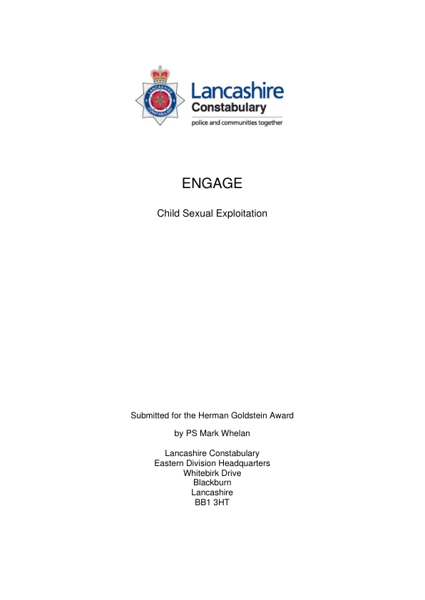 Lancashire
Constabulary
police and communities together
ENGAGE
Child Sexual Exploitation
Submitted for the Herman Goldstein Award
by PS Mark Whelan
Lancashire Constabulary
Eastern Division Headquarters
Whitebirk Drive
Blackburn
Lancashire
BB1 3HT